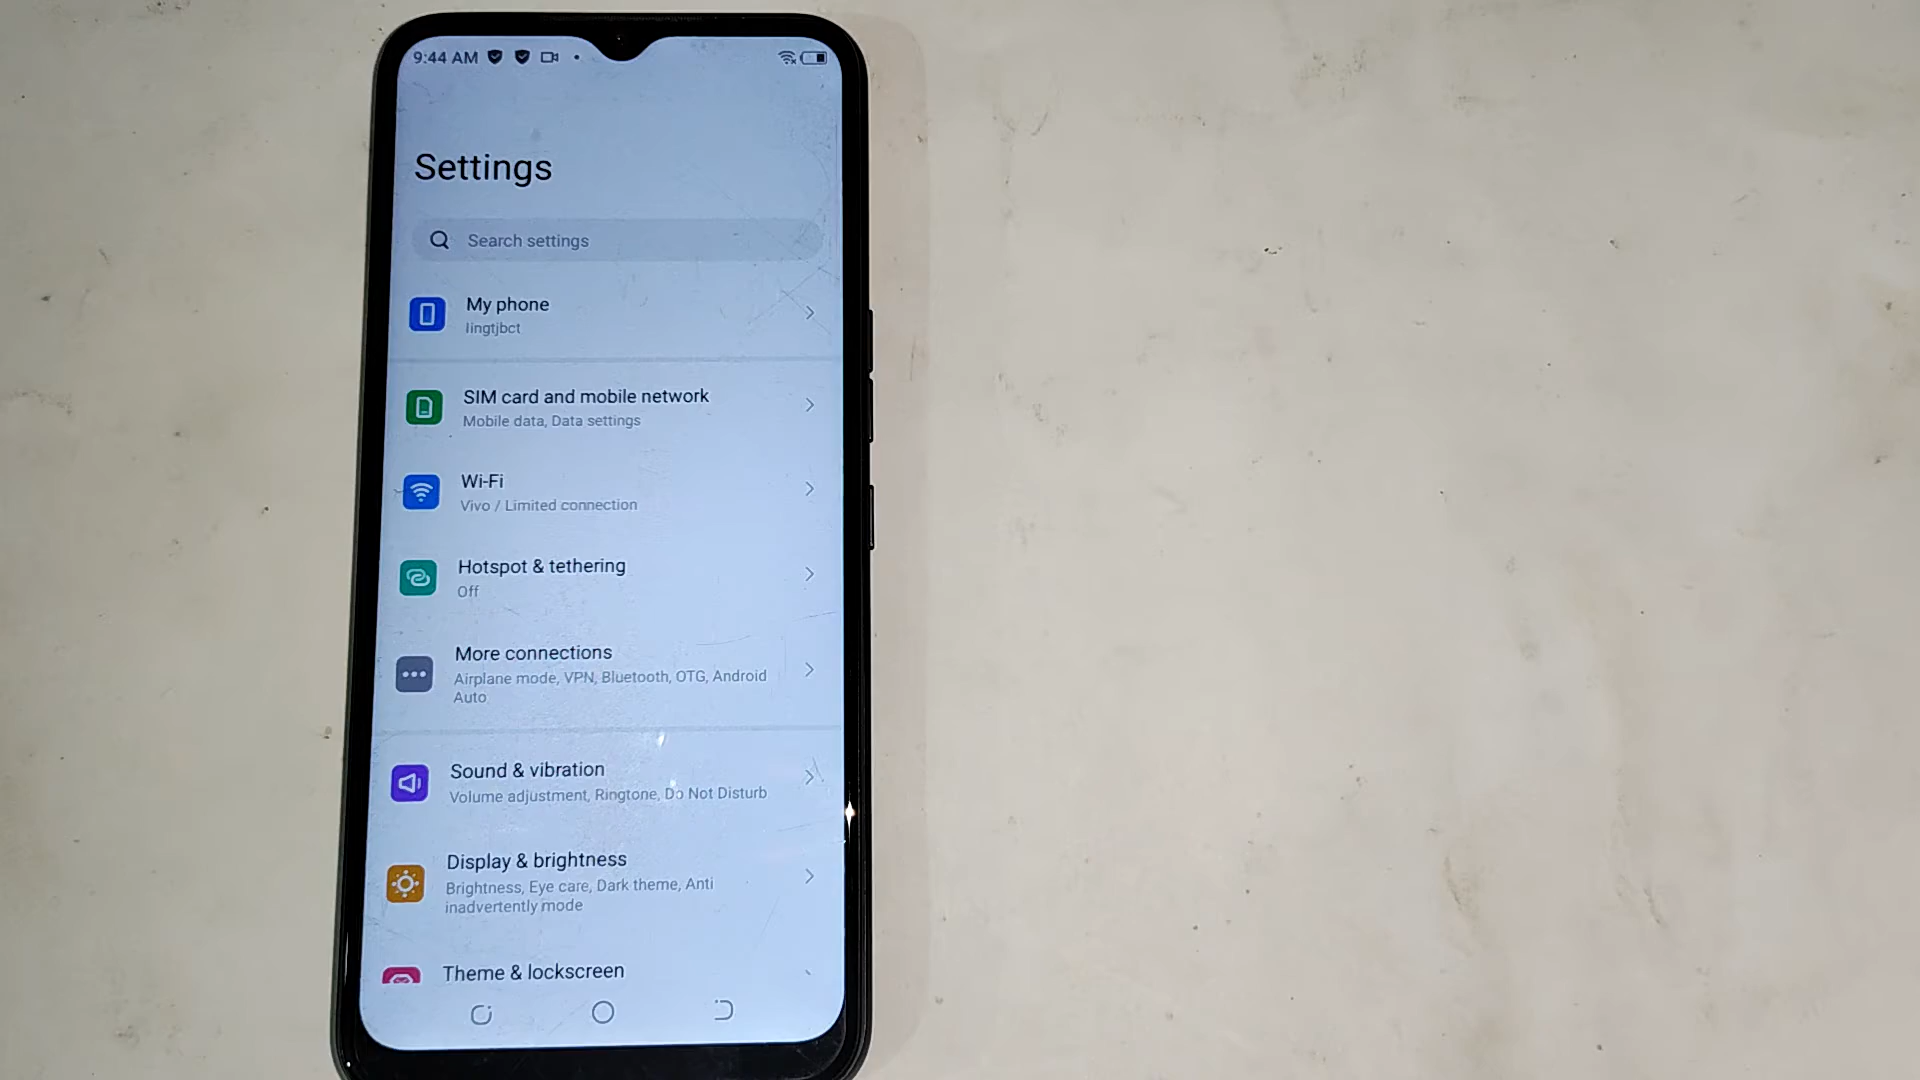 9:44 AM
Settings
Search settings
My phone
lingtjbct
SIM card and mobile network
Mobile data, Data settings
Wi-Fi
Vivo / Limited connection
Hotspot & tethering
Off
More connections
Airplane mode, VPN, Bluetooth, OTG, Android
Auto
Sound & vibration
Volume adjustment, Ringtone, Do Not Disturb
Display & brightness
Brightness, Eye care, Dark theme, Anti
inadvertently mode
Theme & lockscreen